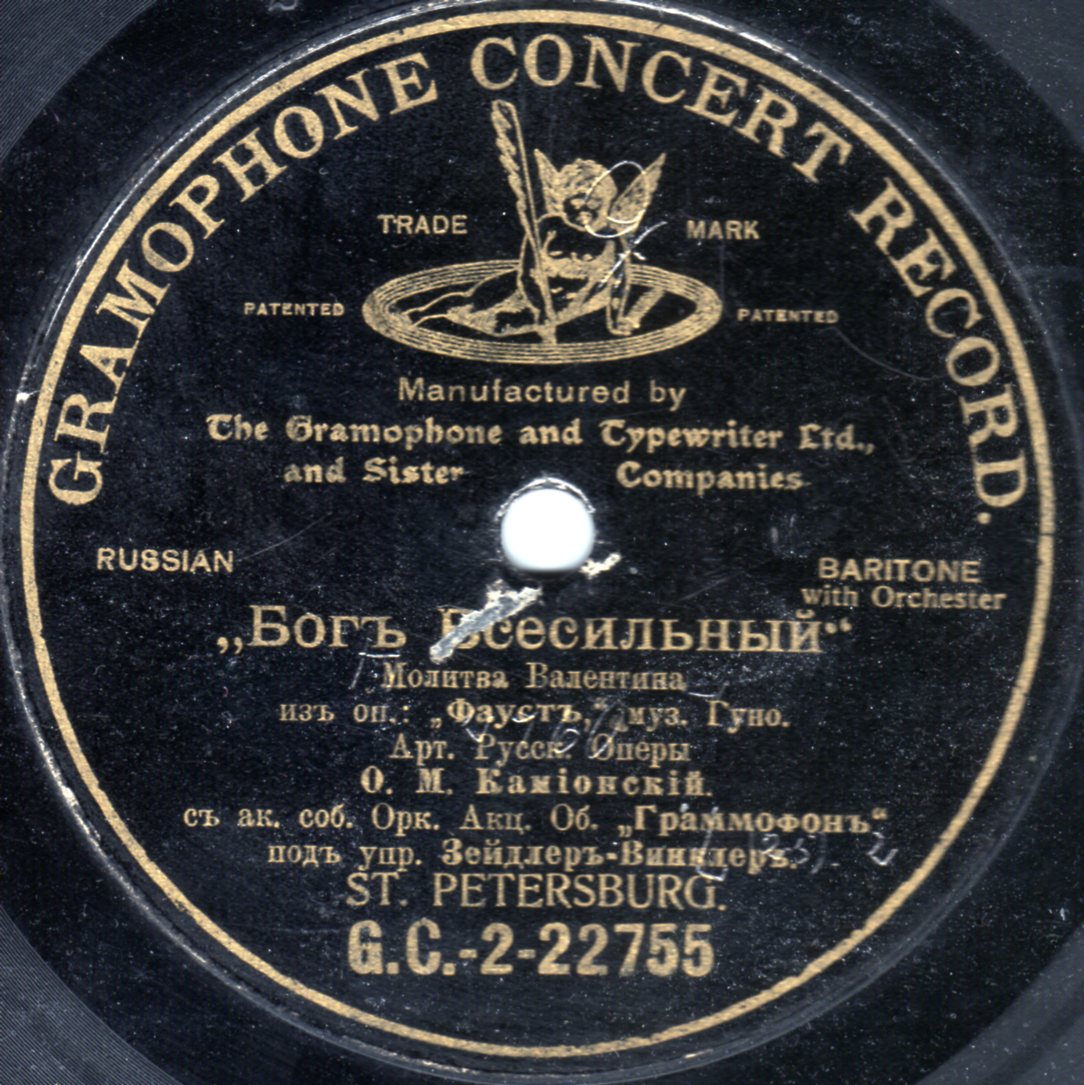 GRAMOPHONE CONCERT RECORD.
TRADE MARK
PATENTED PATENTED
Manufactured by
The Gramophone and Typewriter Ltd.,
and Sister Companies
RUSSIAN
BARITONE
with Orchester
„Богъ Всесильный“
Молитва Валентина
изъ оп.: „Фаустъ,“ муз. Гуно.
Арт. Русск. Оперы
О. М. Каміонскій.
съ ак. соб. Орк. Акц. Об. „Граммофонъ“
подъ упр. Зейдлеръ-Винклеръ.
ST. PETERSBURG.
G.C.-2-22755